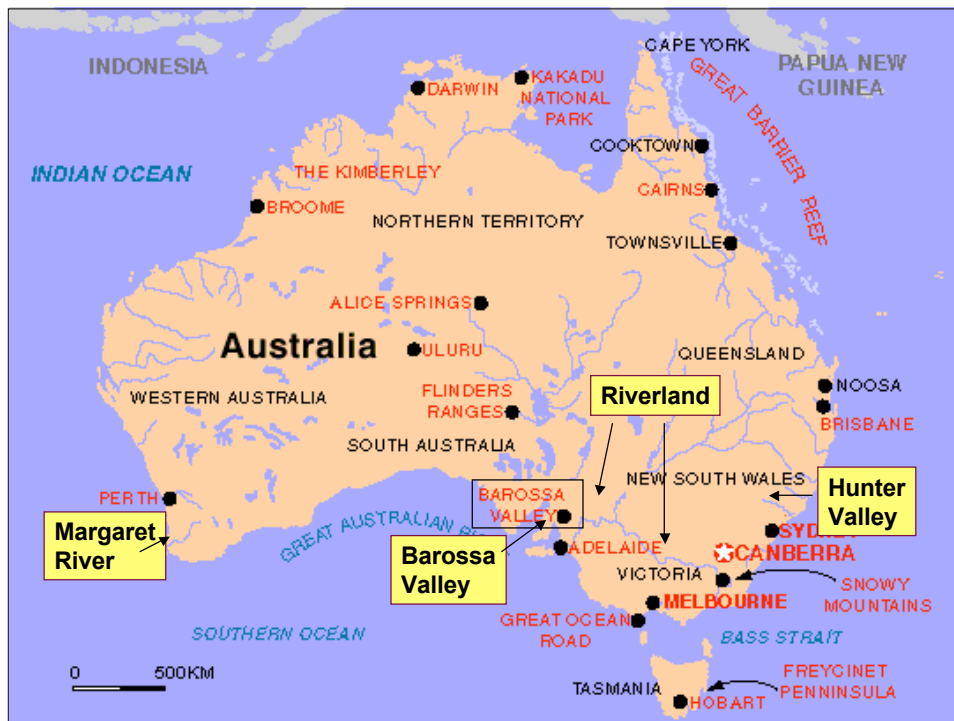 INDONESIA
CAPE YORK
PAPUA NEW
GUINEA
DARWIN
KAKADU
NATIONAL
PARK
GREAT BARRIER REEF
COOKTOWN
INDIAN OCEAN
THE KIMBERLEY
CAIRNS
BROOME
NORTHERN TERRITORY
TOWNSVILLE
ALICE SPRINGS
Australia
ULURU
QUEENSLAND
WESTERN AUSTRALIA
FLINDERS
RANGES
Riverland
NOOSA
BRISBANE
SOUTH AUSTRALIA
NEW SOUTH WALES
Hunter
Valley
PERTH
BAROSSA
VALLEY
Margaret
River
GREAT AUSTRALIAN
Barossa
Valley
ADELAIDE
SYDNEY
CANBERRA
VICTORIA
SNOWY
MOUNTAINS
MELBOURNE
GREAT OCEAN
ROAD
SOUTHERN OCEAN
BASS STRAIT
0 500KM
TASMANIA
FREYCINET
PENNINSULA
HOBART